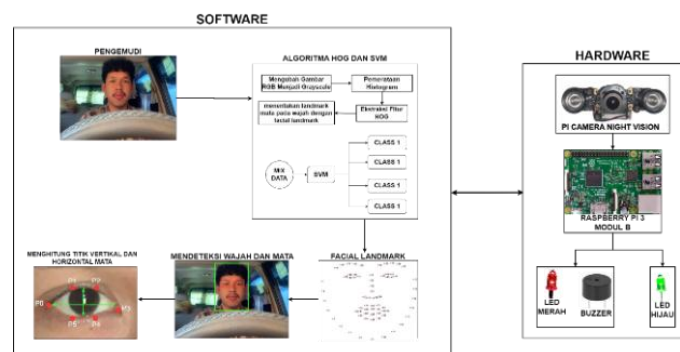 SOFTWARE
PENGEMUDI
ALGORITMA HOG DAN SVM
Mengubah Gambar
RGB Menjadi Grayscale
Pemerataan
Histogram
menentukan landmark
mata pada wajah dengan
facial landmark
Ekstraksi Fitur
HOG
MIX
DATA
SVM
CLASS 1
CLASS 1
CLASS 1
CLASS 1
MENGHITUNG TITIK VERTIKAL DAN
HORIZONTAL MATA
MENDETEKSI WAJAH DAN MATA
FACIAL LANDMARK
HARDWARE
PI CAMERA NIGHT VISION
RASPBERRY PI 3
MODUL B
LED
MERAH
BUZZER
LED
HIJAU